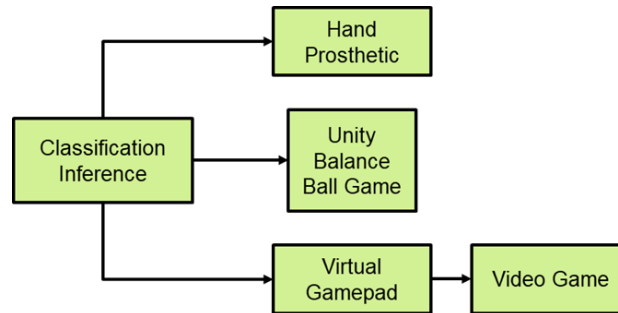 Hand
Prosthetic
Classification
Inference
Unity
Balance
Ball Game
Virtual
Gamepad
Video Game